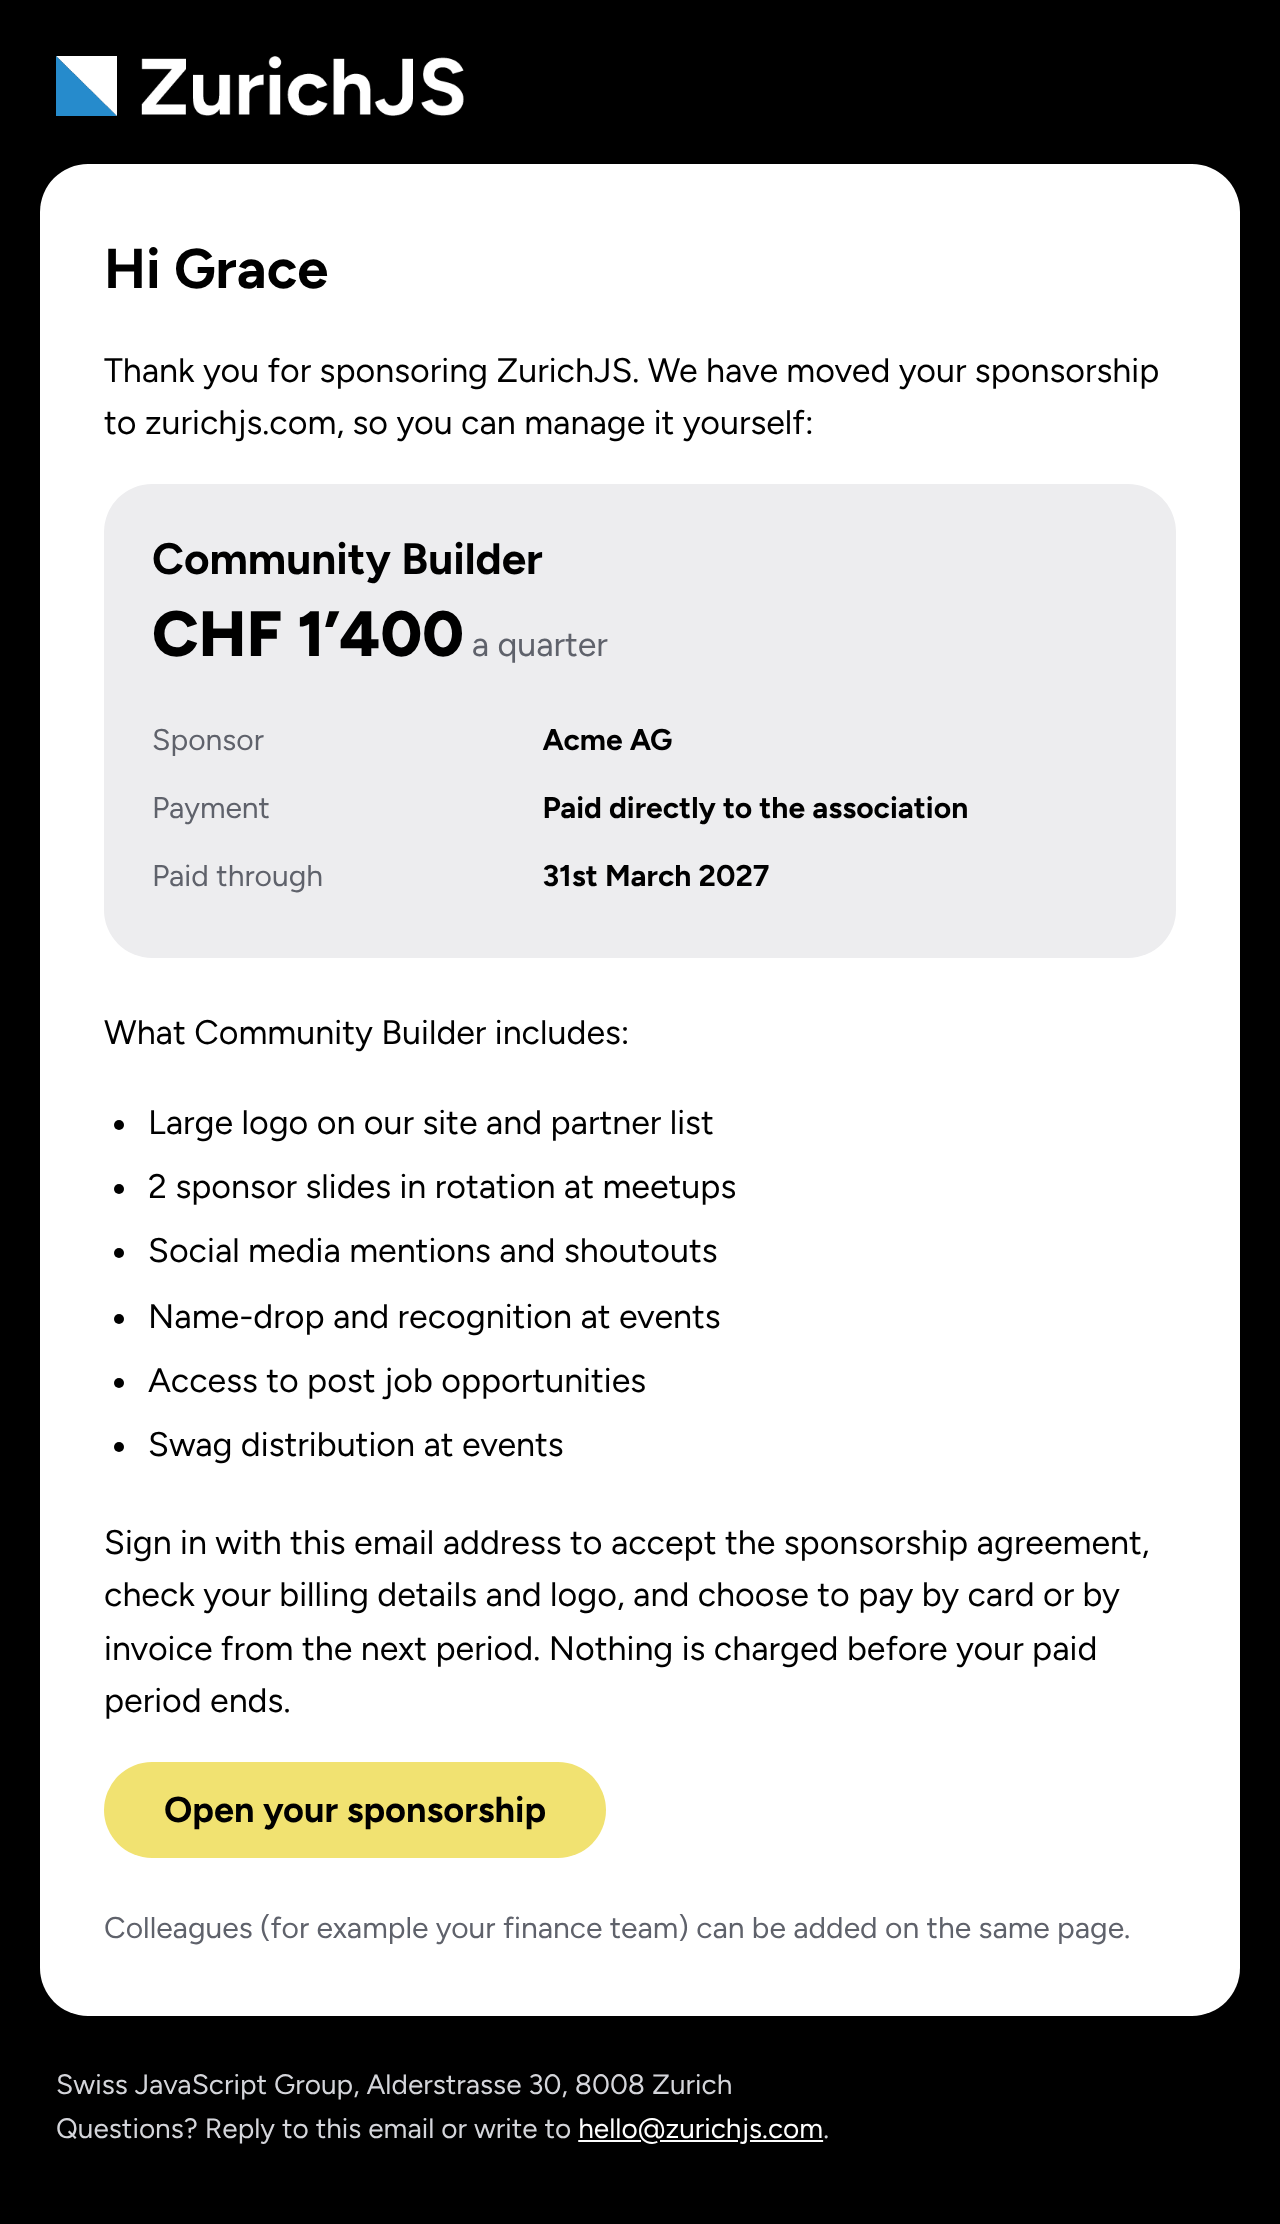 ZurichJS
Hi Grace
Thank you for sponsoring ZurichJS. We have moved your sponsorship
to zurichjs.com, so you can manage it yourself:
Community Builder
CHF 1’400 a quarter
Sponsor Acme AG
Payment Paid directly to the association
Paid through 31st March 2027
What Community Builder includes:
• Large logo on our site and partner list
• 2 sponsor slides in rotation at meetups
• Social media mentions and shoutouts
• Name-drop and recognition at events
• Access to post job opportunities
• Swag distribution at events
Sign in with this email address to accept the sponsorship agreement,
check your billing details and logo, and choose to pay by card or by
invoice from the next period. Nothing is charged before your paid
period ends.
Open your sponsorship
Colleagues (for example your finance team) can be added on the same page.
Swiss JavaScript Group, Alderstrasse 30, 8008 Zurich
Questions? Reply to this email or write to hello@zurichjs.com.